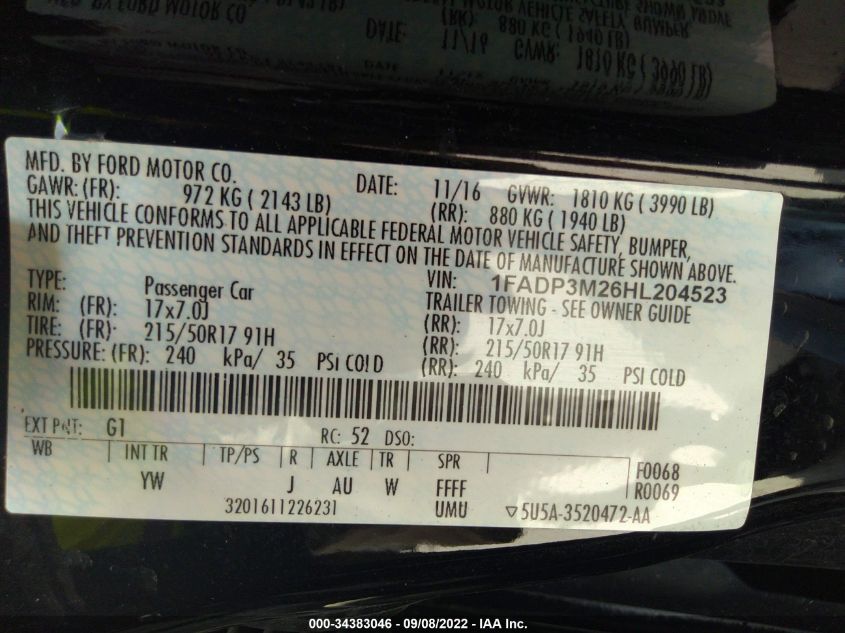 MFD. BY FORD MOTOR CO.
DATE: 11/16 GVWR: 1810 KG ( 3990 LB)
GAWR: (FR): 972 KG ( 2143 LB) (RR): 880 KG ( 1940 LB)
THIS VEHICLE CONFORMS TO ALL APPLICABLE FEDERAL MOTOR VEHICLE SAFETY, BUMPER,
AND THEFT PREVENTION STANDARDS IN EFFECT ON THE DATE OF MANUFACTURE SHOWN ABOVE.
VIN: 1FADP3M26HL204523
TYPE: Passenger Car TRAILER TOWING - SEE OWNER GUIDE
RIM: (FR): 17x7.0J (RR): 17x7.0J
TIRE: (FR): 215/50R17 91H (RR): 215/50R17 91H
PRESSURE: (FR): 240 kPa/ 35 PSI COLD (RR): 240 kPa/ 35 PSI COLD
EXT PNT: G1 RC: 52 DSO:
WB INT TR TP/PS R AXLE TR SPR F0068
YW J AU W FFFF R0069
3201611226231 UMU ▽5U5A-3520472-AA
000-34383046 - 09/08/2022 - IAA Inc.